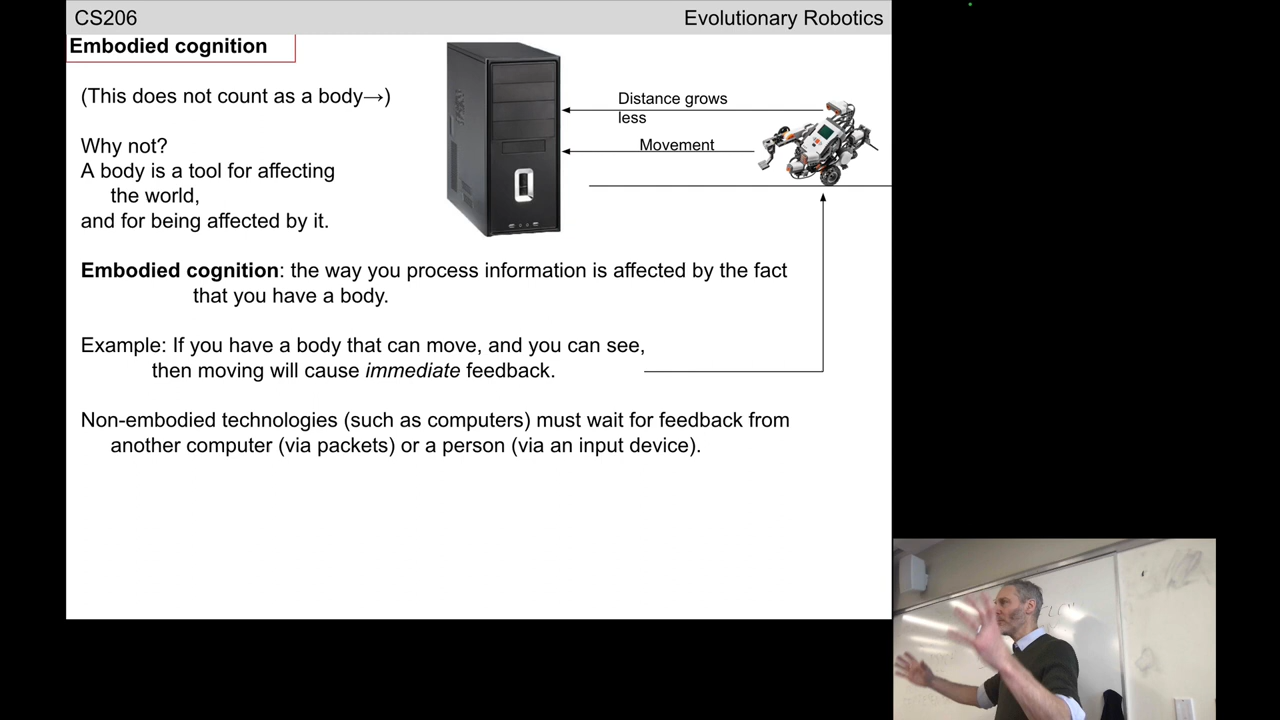 CS206
Evolutionary Robotics
Embodied cognition
(This does not count as a body→)
Distance grows
less
Movement
Why not?
A body is a tool for affecting
the world,
and for being affected by it.
Embodied cognition: the way you process information is affected by the fact
that you have a body.
Example: If you have a body that can move, and you can see,
then moving will cause immediate feedback.
Non-embodied technologies (such as computers) must wait for feedback from
another computer (via packets) or a person (via an input device).